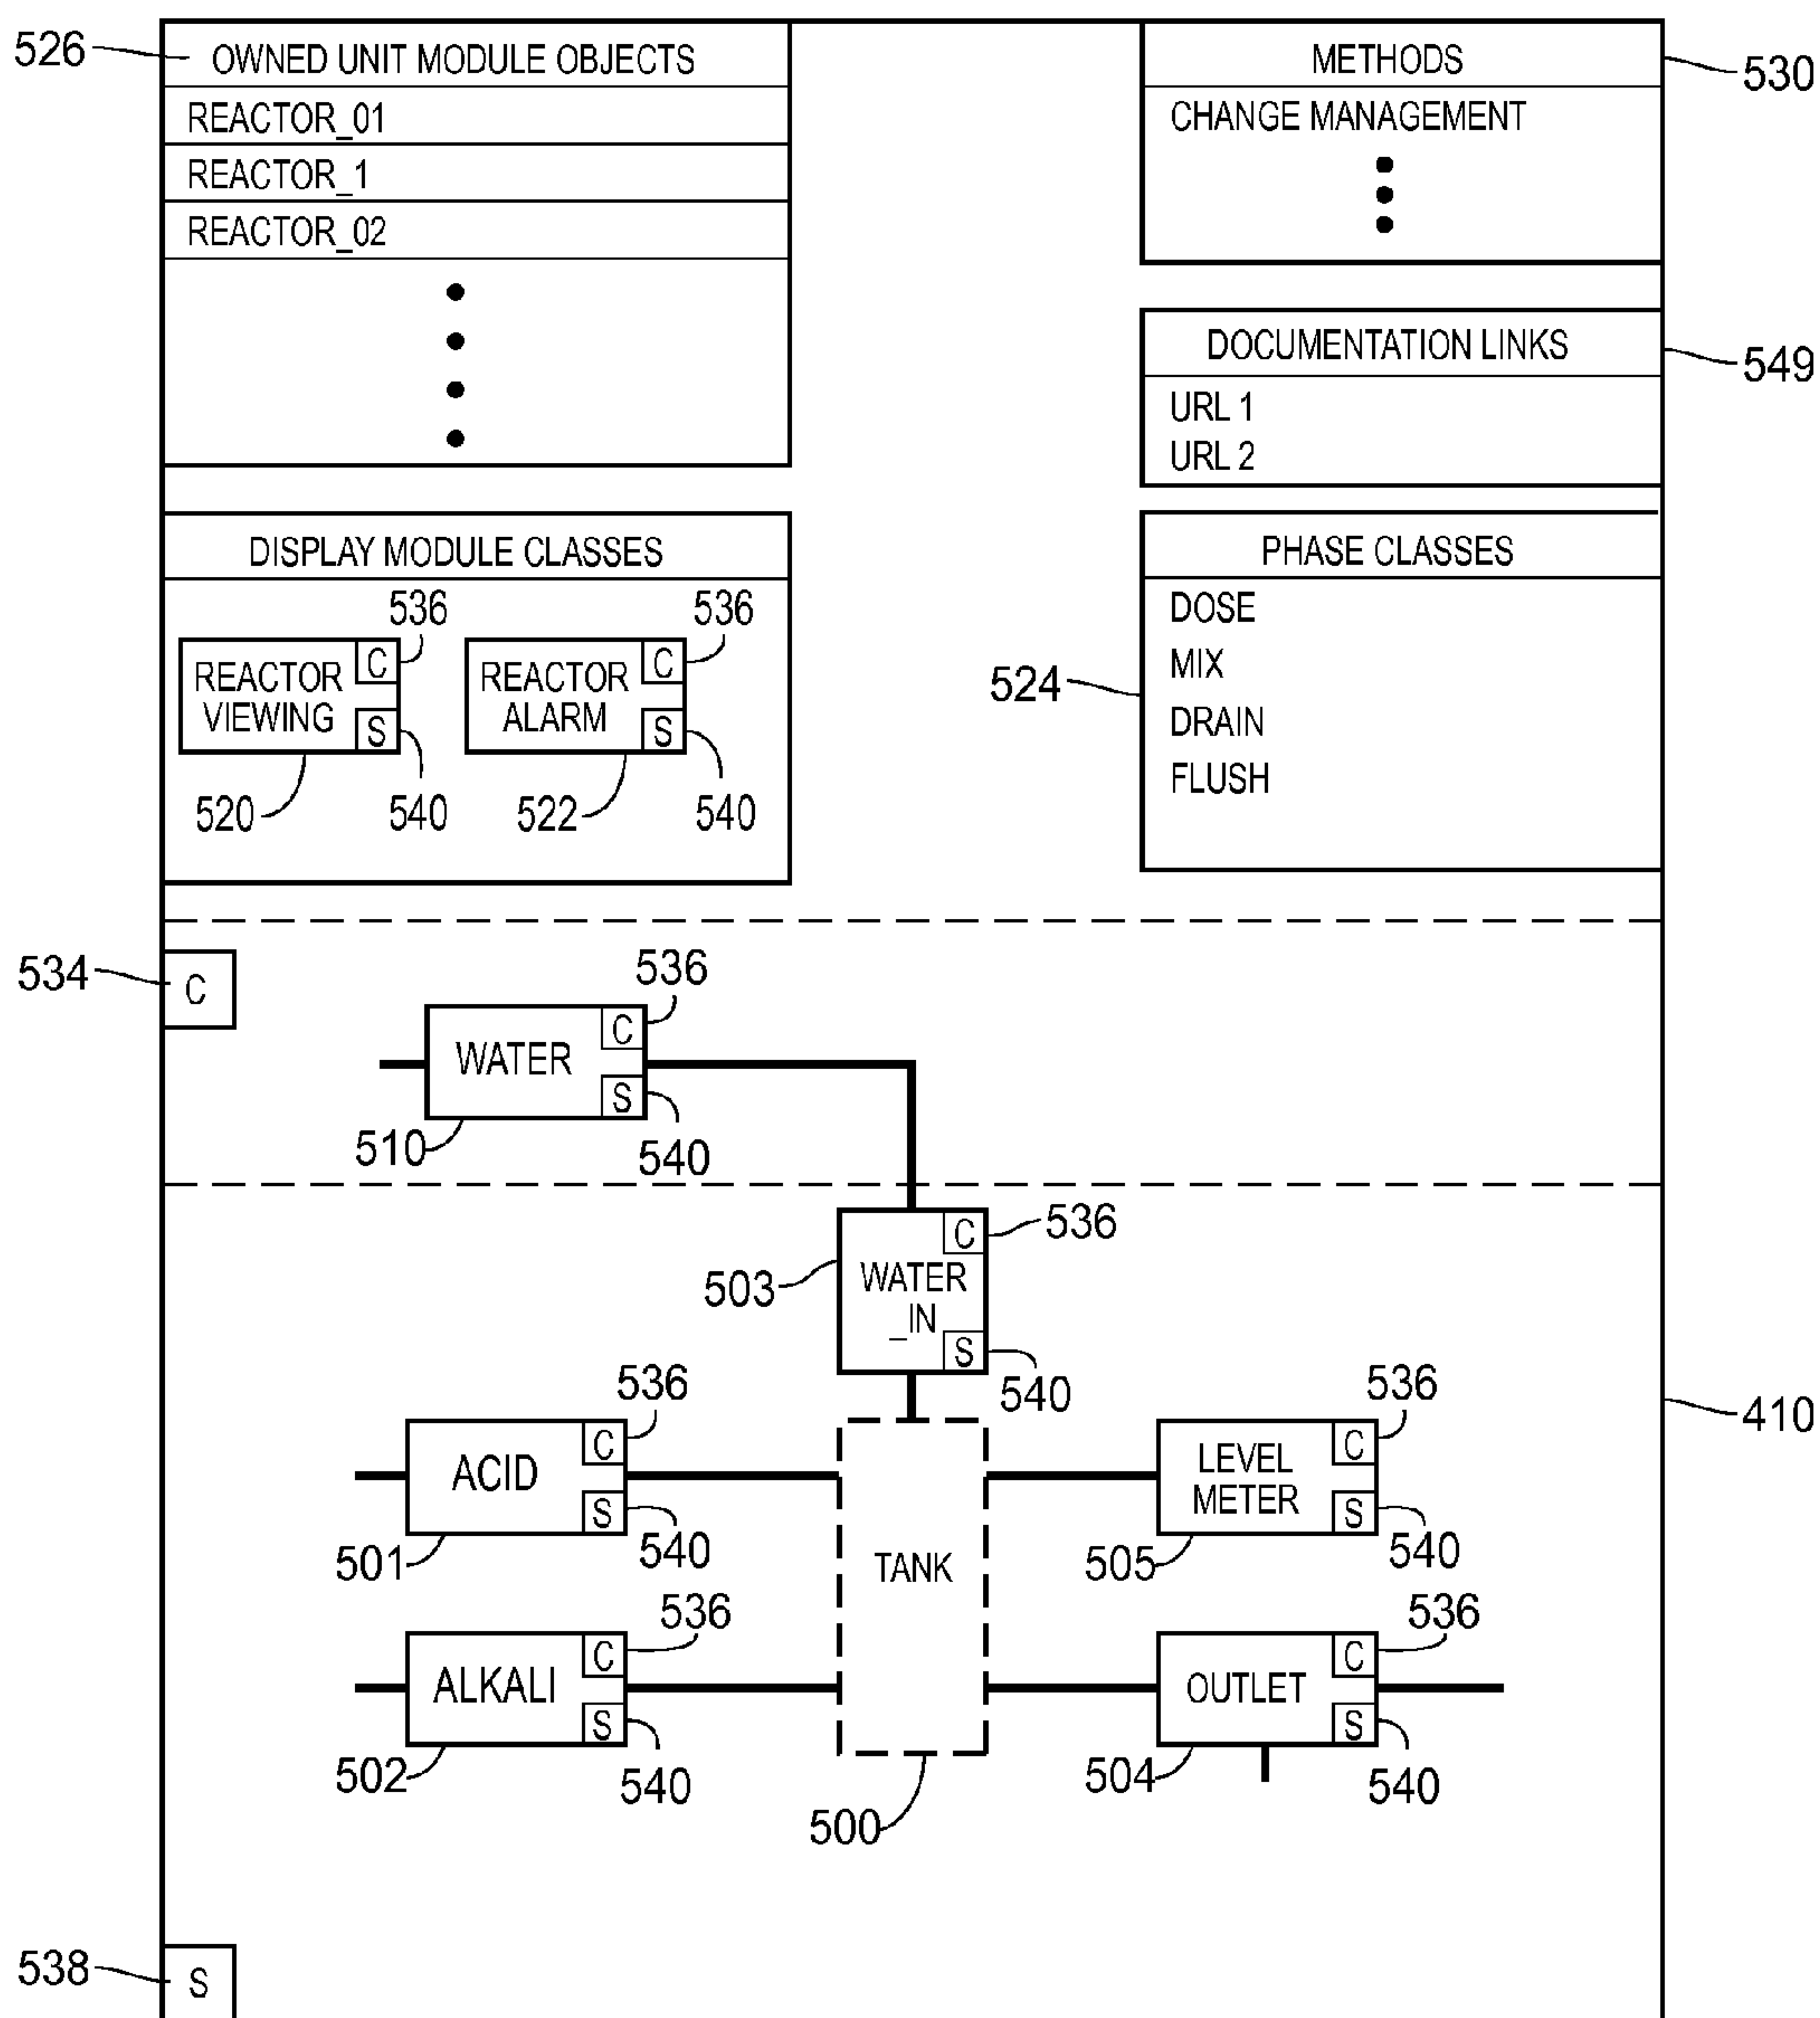 526
OWNED UNIT MODULE OBJECTS
REACTOR_01
REACTOR_1
REACTOR_02
METHODS
530
CHANGE MANAGEMENT
DOCUMENTATION LINKS
549
URL 1
URL 2
DISPLAY MODULE CLASSES
536
536
REACTOR
VIEWING
C
S
REACTOR
ALARM
C
S
520
540
522
540
PHASE CLASSES
524
DOSE
MIX
DRAIN
FLUSH
534
C
536
WATER
C
S
510
540
536
503
WATER
_IN
C
S
540
536
ACID
C
S
501
540
TANK
536
LEVEL
METER
C
S
505
540
410
536
ALKALI
C
S
502
540
500
536
OUTLET
C
S
504
540
538
S